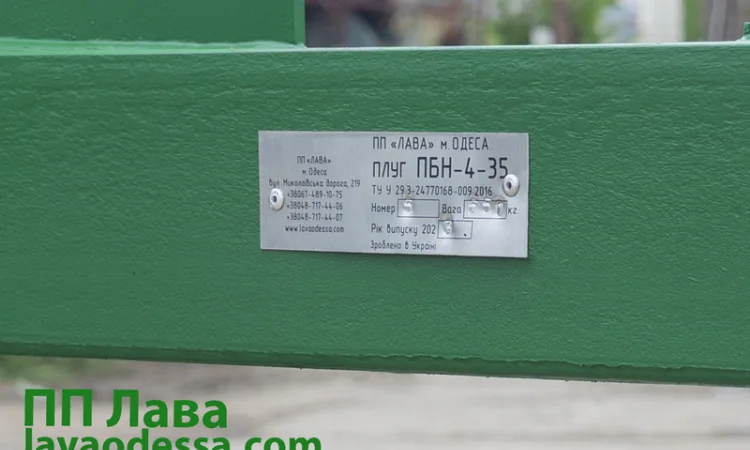 ПП «ЛАВА»
м. Одеса
вул. Миколаївська дорога, 219
+38067-489-10-75
+38048-717-44-06
+38048-717-44-07
www.lavaodessa.com
ПП «ЛАВА» м. ОДЕСА
ПЛУГ ПБН-4-35
ТУ У 29.3-24770168-009:2016
Номер Вага кг.
Рік випуску 202
Зроблено в Україні
ПП Лава
lavaodessa.com